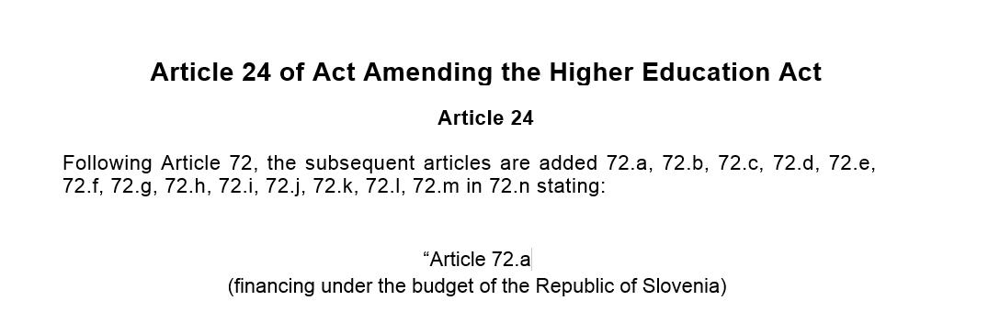 Article 24 of Act Amending the Higher Education Act
Article 24
Following Article 72, the subsequent articles are added 72.a, 72.b, 72.c, 72.d, 72.e,
72.f, 72.g, 72.h, 72.i, 72.j, 72.k, 72.l, 72.m in 72.n stating:
“Article 72.a
(financing under the budget of the Republic of Slovenia)